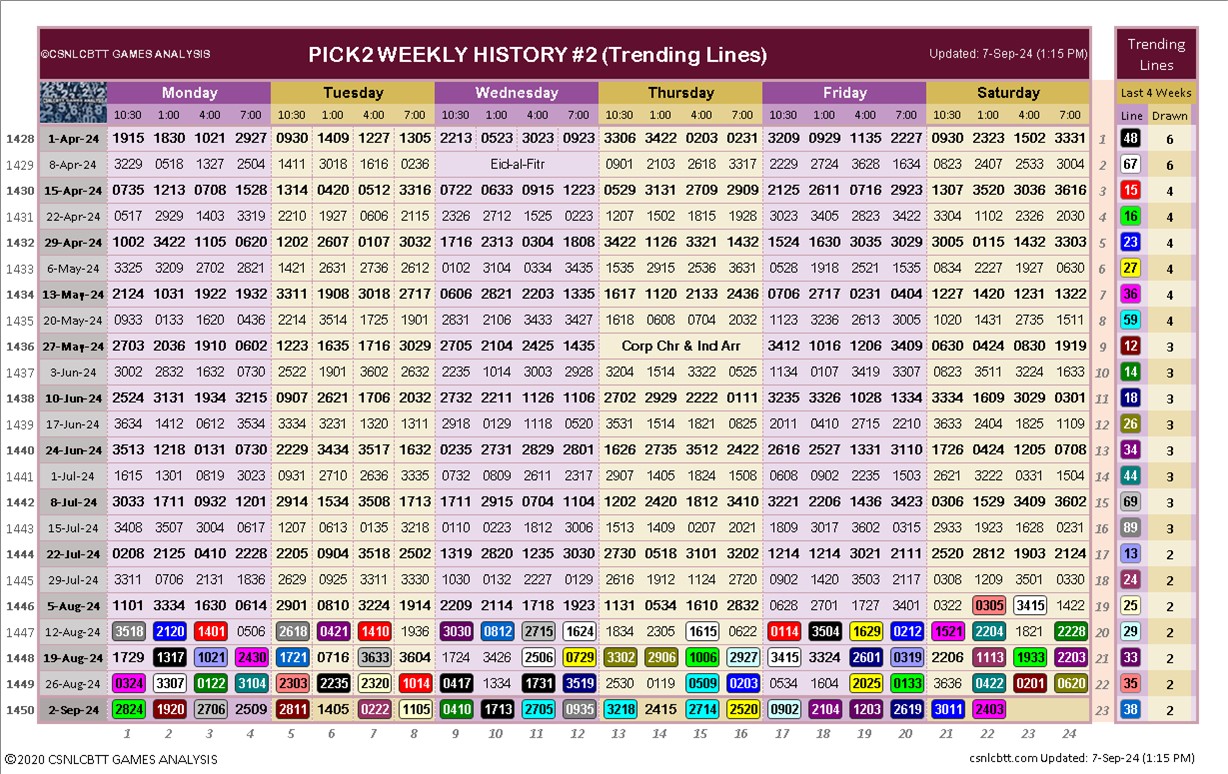 ©CSNLCBTT GAMES ANALYSIS PICK2 WEEKLY HISTORY #2 (Trending Lines) Updated: 7-Sep-24 (1:15 PM) Trending Lines
Monday Tuesday Wednesday Thursday Friday Saturday Last 4 Weeks
10:30 1:00 4:00 7:00 10:30 1:00 4:00 7:00 10:30 1:00 4:00 7:00 10:30 1:00 4:00 7:00 10:30 1:00 4:00 7:00 10:30 1:00 4:00 7:00 Line Drawn
1428 1-Apr-24 1915 1830 1021 2927 0930 1409 1227 1305 2213 0523 3023 0923 3306 3422 0203 0231 3209 0929 1135 2227 0930 2323 1502 3331 1 48 6
1429 8-Apr-24 3229 0518 1327 2504 1411 3018 1616 0236 Eid-al-Fitr 0901 2103 2618 3317 2229 2724 3628 1634 0823 2407 2533 3004 2 67 6
1430 15-Apr-24 0735 1213 0708 1528 1314 0420 0512 3316 0722 0633 0915 1223 0529 3131 2709 2909 2125 2611 0716 2923 1307 3520 3036 3616 3 15 4
1431 22-Apr-24 0517 2929 1403 3319 2210 1927 0606 2115 2326 2712 1525 0223 1207 1502 1815 1928 3023 3405 2823 3422 3304 1102 2326 2030 4 16 4
1432 29-Apr-24 1002 3422 1105 0620 1202 2607 0107 3032 1716 2313 0304 1808 3422 1126 3321 1432 1524 1630 3035 3029 3005 0115 1432 3303 5 23 4
1433 6-May-24 3325 3209 2702 2821 1421 2631 2736 2612 0102 3104 0334 3435 1535 2915 2536 3631 0528 1918 2521 1535 0834 2227 1927 0630 6 27 4
1434 13-May-24 2124 1031 1922 1932 3311 1908 3018 2717 0606 2821 2203 1335 1617 1120 2133 2436 0706 2717 0231 0404 1227 1420 1231 1322 7 36 4
1435 20-May-24 0933 0133 1620 0436 2214 3514 1725 1901 2831 2106 3433 3427 1618 0608 0704 2032 1123 3236 2613 3005 1020 1431 2735 1511 8 59 4
1436 27-May-24 2703 2036 1910 0602 1223 1635 1716 3023 2705 2104 2425 1435 Corp Chr & Ind Arr 3412 1016 1206 3409 0630 0424 0830 1919 9 12 3
1437 3-Jun-24 3002 2832 1632 0730 2522 1901 3602 2632 2235 1014 3003 2928 3204 1514 3322 0525 1134 0107 3419 3307 0823 3511 3224 1633 10 14 3
1438 10-Jun-24 2524 3131 1934 3215 0907 2621 1706 2032 2732 2211 1126 1106 2702 2929 2222 0111 3235 3326 1028 1334 3334 1609 3029 0301 11 18 3
1439 17-Jun-24 3634 1412 0612 3534 3334 3231 1320 1311 2918 0129 1118 0520 3531 1514 1821 0825 2011 0410 2715 2210 3633 2404 1825 1109 12 26 3
1440 24-Jun-24 3513 1218 0131 0730 2229 3434 3517 1632 0235 2731 2829 2801 1626 2735 3512 2422 2616 2527 1331 3110 1726 0424 1205 0708 13 34 3
1441 1-Jul-24 1615 1301 0819 3023 0931 2710 2636 3335 0732 0809 2611 2317 2907 1405 1824 1508 0608 0902 2235 1503 2621 3222 0331 1504 14 44 3
1442 8-Jul-24 3033 1711 0932 1201 2914 1534 3508 1713 1711 2915 0704 1104 1202 2420 1812 3410 3221 2206 1436 3423 0306 1529 3409 3602 15 69 3
1443 15-Jul-24 3408 3507 3004 0617 1207 0613 0135 3218 0110 0223 1812 3006 1513 1409 0207 2021 1809 3017 3602 0315 2933 1923 1628 0231 16 89 3
1444 22-Jul-24 0208 2125 0410 2228 2205 0904 3518 2502 1319 2820 1235 3030 2730 0518 3101 3202 1214 1214 3021 2111 2520 2812 1903 2124 17 13 2
1445 29-Jul-24 3311 0706 2131 1836 2629 0925 3311 3330 1030 0132 2227 0129 2616 1912 1124 2720 0902 1420 3503 2117 0308 1209 3501 0330 18 24 2
1446 5-Aug-24 1101 3334 1630 0614 2901 0810 3224 1914 2209 2114 1718 1923 1131 0534 1610 2832 0628 2701 1727 3401 0322 0305 3415 1422 19 25 2
1447 12-Aug-24 3518 2120 1401 0506 2618 0421 1410 1936 3030 0812 2715 1624 1834 2305 1615 0622 0114 3504 1629 0212 1521 2204 1821 2228 20 29 2
1448 19-Aug-24 1729 1317 1021 2430 1721 0716 3633 3604 1724 3426 2506 0729 3302 2906 1006 2927 3415 3324 2601 0319 2206 1113 1933 2203 21 33 2
1449 26-Aug-24 0324 3307 0122 3104 2303 2235 2320 1014 0417 1334 1731 3519 2530 0119 0509 0203 0534 1604 2025 0133 3636 0422 0201 0620 22 35 2
1450 2-Sep-24 2824 1920 2706 2509 2811 1405 0222 1105 0410 1713 2705 0935 3218 2415 2714 2520 0902 2104 1203 2619 3011 2403 23 38 2
1 2 3 4 5 6 7 8 9 10 11 12 13 14 15 16 17 18 19 20 21 22 23 24
©2020 CSNLCBTT GAMES ANALYSIS csnlcbtt.com Updated: 7-Sep-24 (1:15 PM)